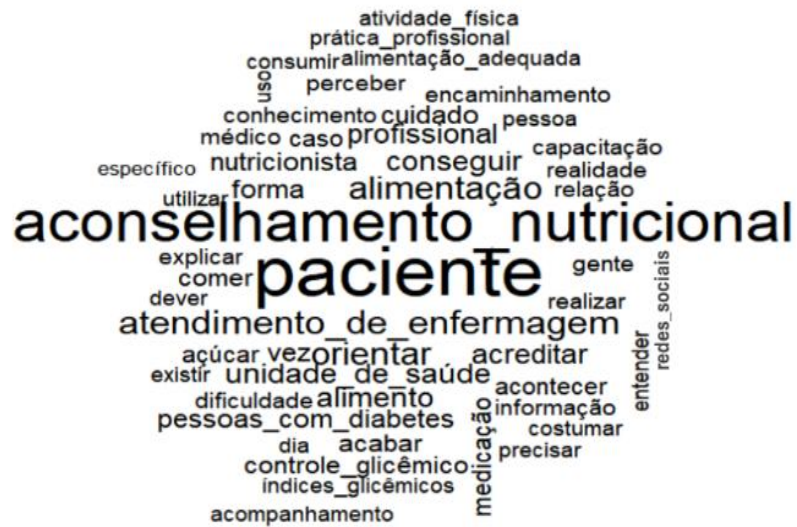 atividade_física
prática_profissional
consumir alimentação_adequada
uso
perceber
encaminhamento
conhecimento cuidado pessoa
médico caso profissional capacitação
específico nutricionista conseguir realidade
utilizar forma alimentação relação
aconselhamento_nutricional
explicar
paciente gente
comer
redes_sociais
dever realizar
atendimento_de_enfermagem
açúcar vez orientar acreditar
entender
existir unidade_de_saúde acontecer
dificuldade alimento informação
medicação
pessoas_com_diabetes costumar
dia acabar precisar
controle_glicêmico
índices_glicêmicos
acompanhamento